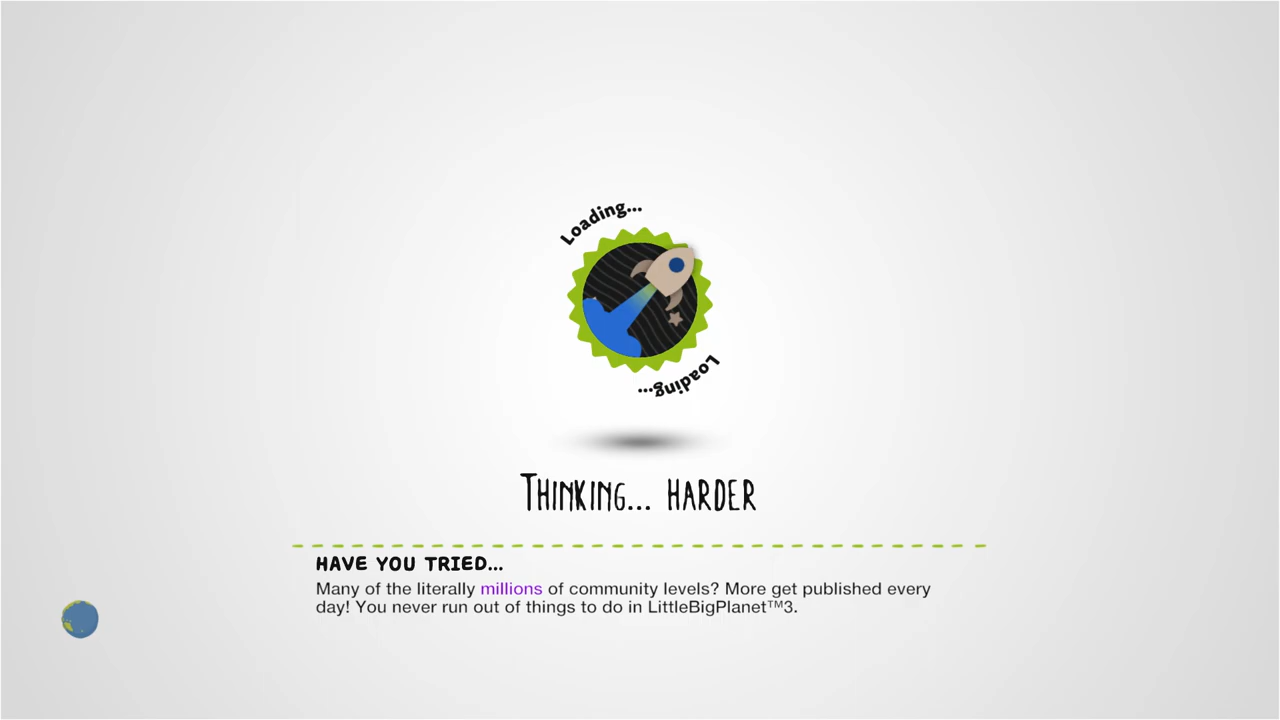 Loading...
Loading...
THINKING... HARDER
HAVE YOU TRIED...
Many of the literally millions of community levels? More get published every
day! You never run out of things to do in LittleBigPlanet™3.